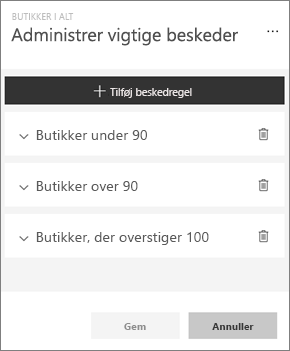 BUTIKKER I ALT
Administrer vigtige beskeder
Tilføj beskedregel
Butikker under 90
Butikker over 90
Butikker, der overstiger 100
Gem
Annuller